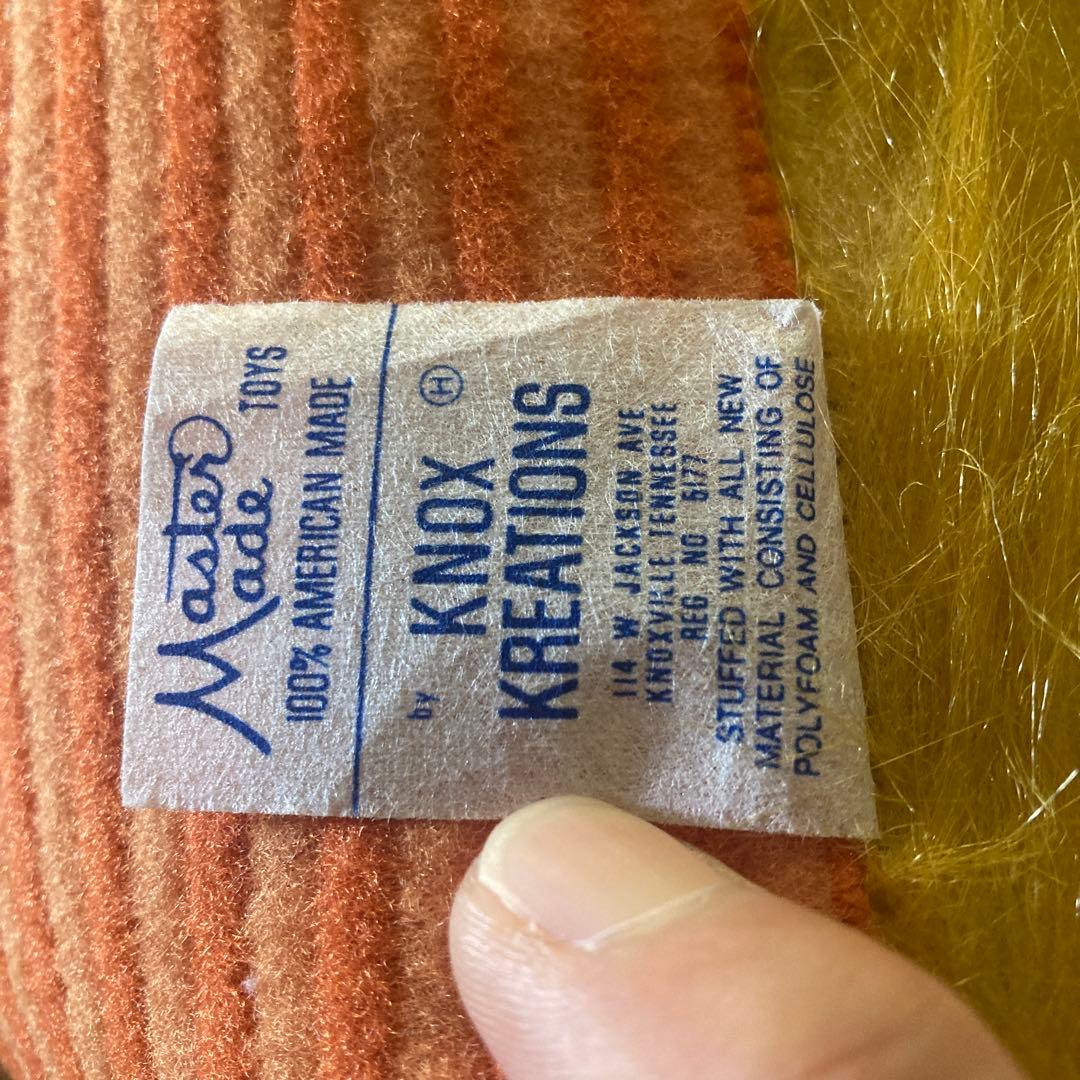 Master
Made TOYS
100% AMERICAN MADE
by KNOX Ⓗ
KREATIONS
114 W JACKSON AVE
KNOXVILLE TENNESSEE
REG NO 6177
STUFFED WITH ALL NEW
MATERIAL CONSISTING OF
POLYFOAM AND CELLULOSE